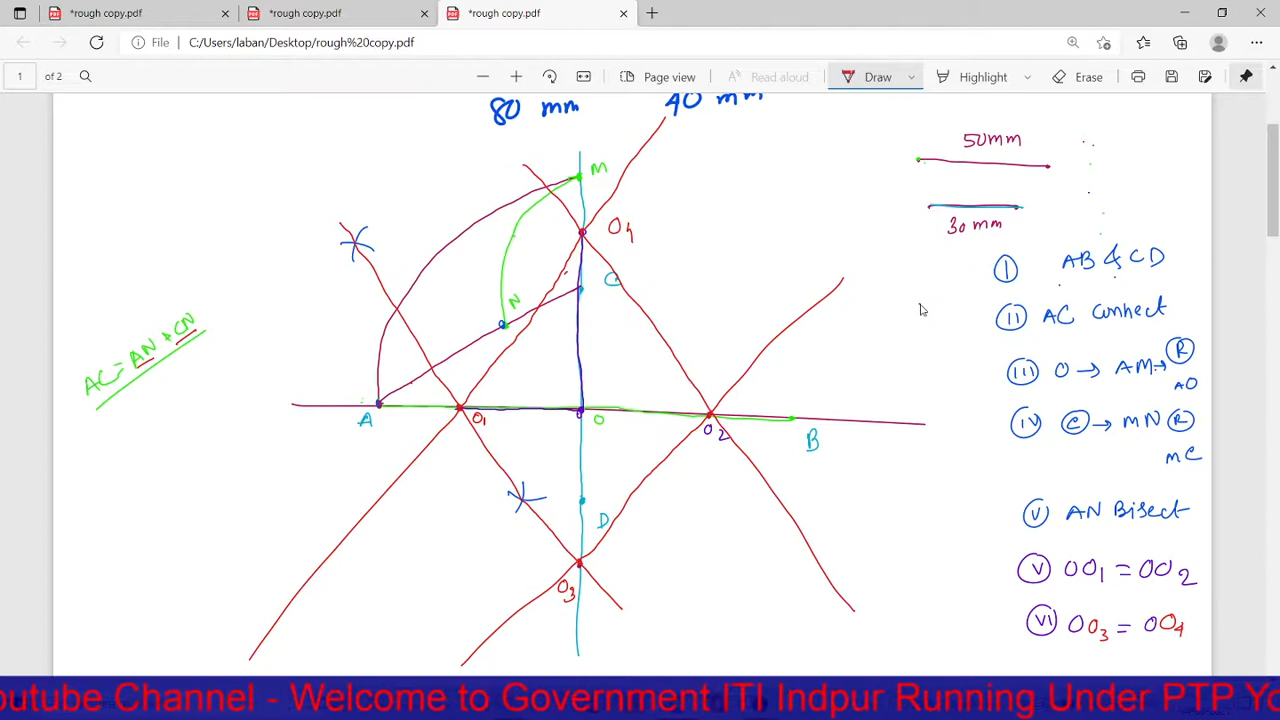 *rough copy.pdf
*rough copy.pdf
*rough copy.pdf
File
C:/Users/laban/Desktop/rough%20copy.pdf
1
of 2
Page view
Read aloud
Draw
Highlight
Erase
80 mm
40 mm
50mm
30 mm
M
O4
C
N
AC = AN + CN
A
O1
O
O2
B
D
O3
I AB & CD
II AC connect
III O → AM → R
AO
IV C → MN R
MC
V AN Bisect
V OO1 = OO2
VI OO3 = OO4
outube Channel - Welcome to Government ITI Indpur Running Under PTP Yo